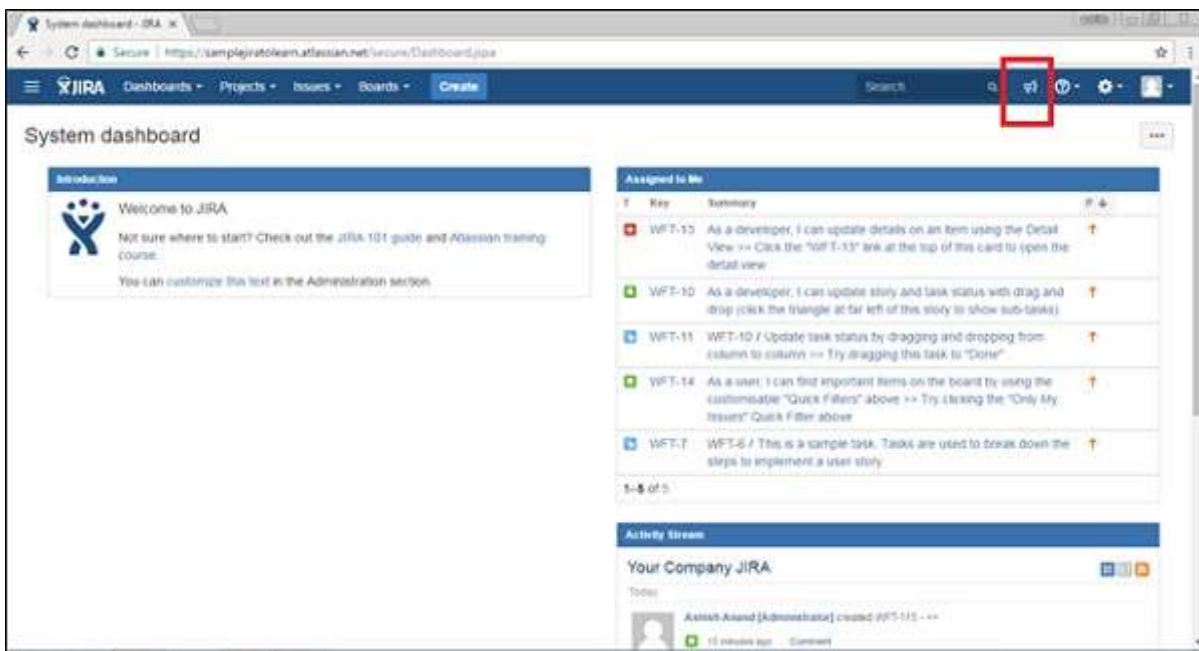 System dashboard - JIRA
Secure | https://samplejiratolearn.atlassian.net/secure/Dashboard.jspa
JIRA Dashboards Projects Issues Boards Create Search
System dashboard
Introduction
Welcome to JIRA
Not sure where to start? Check out the JIRA 101 guide and Atlassian training
course.
You can customize this text in the Administration section.
Assigned to Me
T Key Summary P
WFT-13 As a developer, I can update details on an item using the Detail
View >> Click the "WFT-13" link at the top of this card to open the
detail view
WFT-10 As a developer, I can update story and task status with drag and
drop (click the triangle at far left of this story to show sub-tasks)
WFT-11 WFT-10 / Update task status by dragging and dropping from
column to column >> Try dragging this task to "Done"
WFT-14 As a user, I can find important items on the board by using the
customisable "Quick Filters" above >> Try clicking the "Only My
Issues" Quick Filter above
WFT-7 WFT-6 / This is a sample task. Tasks are used to break down the
steps to implement a user story
1–5 of 5
Activity Stream
Your Company JIRA
Today
Ashish Anand [Administrator] created
15 minutes ago Comment